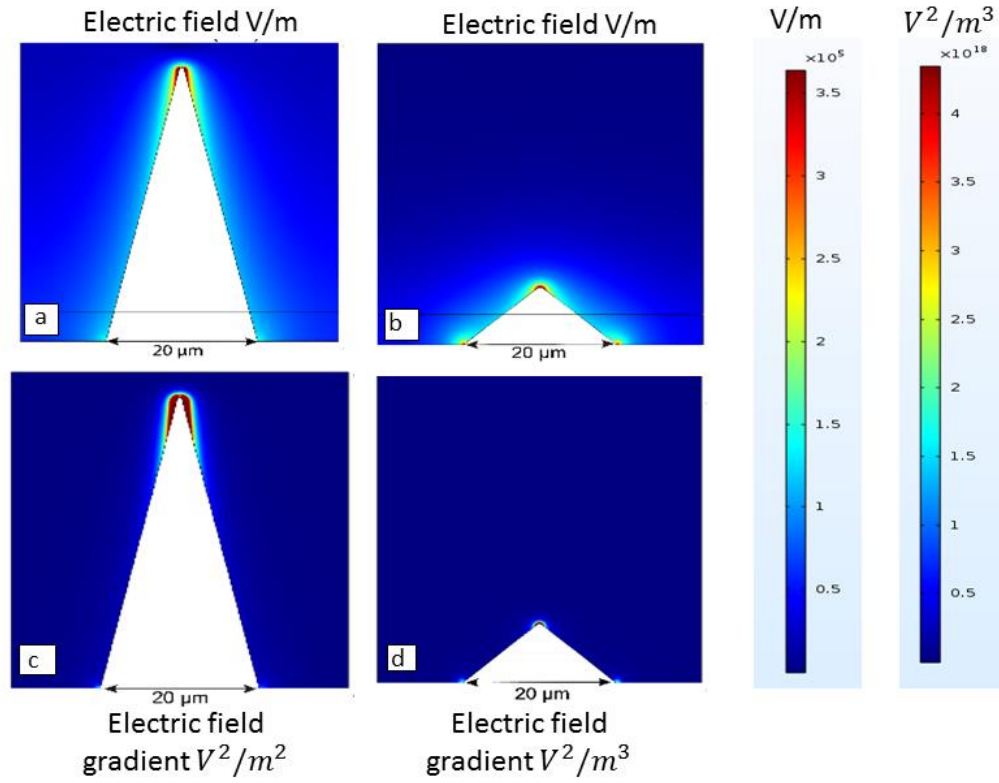 Electric field V/m
Electric field V/m
V/m
V²/m³
×10⁵
×10¹⁸
3.5
3
2.5
2
1.5
1
0.5
4
3.5
3
2.5
2
1.5
1
0.5
a
20 μm
b
20 μm
c
20 μm
d
20 μm
Electric field
gradient V²/m²
Electric field
gradient V²/m³